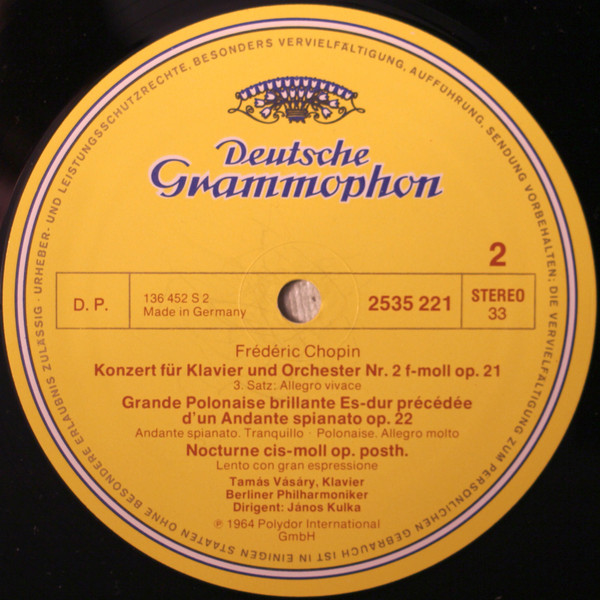 URHEBER- UND LEISTUNGSSCHUTZRECHTE, BESONDERS VERVIELFÄLTIGUNG, AUFFÜHRUNG, SENDUNG VORBEHALTEN; DIE VERVIELFÄLTIGUNG ZUM PERSÖNLICHEN GEBRAUCH IST IN EINIGEN STAATEN OHNE BESONDERE ERLAUBNIS ZULÄSSIG ·
Deutsche
Grammophon
2
D. P.
136 452 S 2
Made in Germany
2535 221
STEREO
33
Frédéric Chopin
Konzert für Klavier und Orchester Nr. 2 f-moll op. 21
3. Satz: Allegro vivace
Grande Polonaise brillante Es-dur précédée
d'un Andante spianato op. 22
Andante spianato. Tranquillo · Polonaise. Allegro molto
Nocturne cis-moll op. posth.
Lento con gran espressione
Tamás Vásáry, Klavier
Berliner Philharmoniker
Dirigent: János Kulka
℗ 1964 Polydor International
GmbH